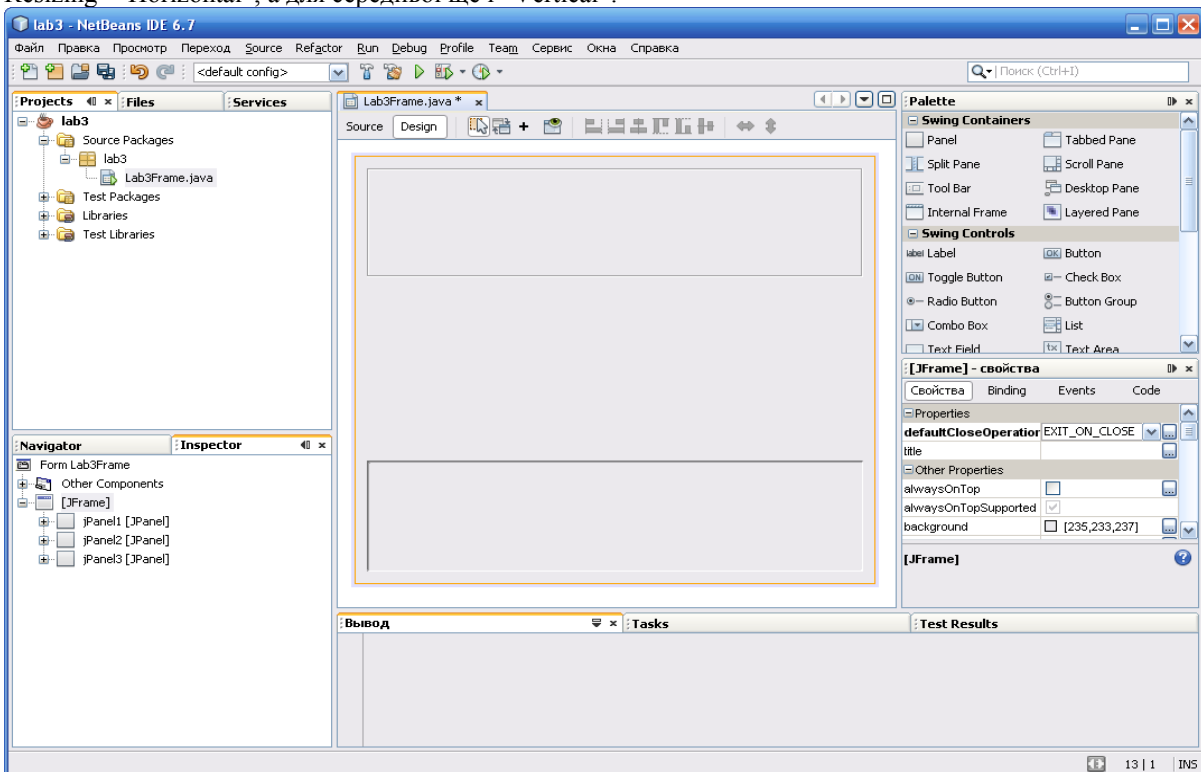 Resizing – "Horizontal", а для середньої ще і "Vertical".
lab3 - NetBeans IDE 6.7
Файл Правка Просмотр Переход Source Refactor Run Debug Profile Team Сервис Окна Справка
<default config>
Поиск (Ctrl+I)
Projects Files Services
lab3
Source Packages
lab3
Lab3Frame.java
Test Packages
Libraries
Test Libraries
Navigator Inspector
Form Lab3Frame
Other Components
[JFrame]
jPanel1 [JPanel]
jPanel2 [JPanel]
jPanel3 [JPanel]
Lab3Frame.java *
Source Design
Palette
Swing Containers
Panel Tabbed Pane
Split Pane Scroll Pane
Tool Bar Desktop Pane
Internal Frame Layered Pane
Swing Controls
label Label OK Button
ON Toggle Button Check Box
Radio Button Button Group
Combo Box List
Text Field Text Area
[JFrame] - свойства
Свойства Binding Events Code
Properties
defaultCloseOperation EXIT_ON_CLOSE
title
Other Properties
alwaysOnTop
alwaysOnTopSupported
background [235,233,237]
[JFrame]
Вывод Tasks Test Results
13 | 1 INS